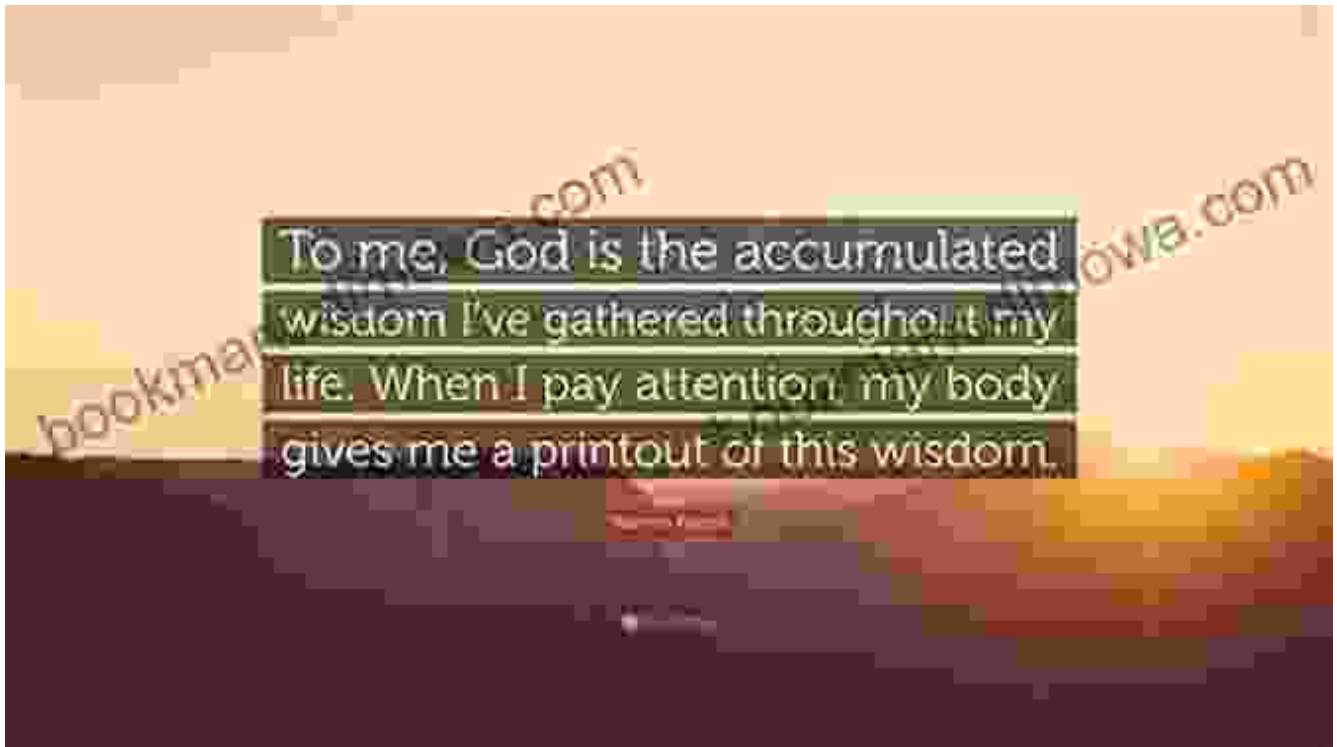 To me, God is the accumulated
wisdom I've gathered throughout my
life. When I pay attention, my body
gives me a printout of this wisdom.